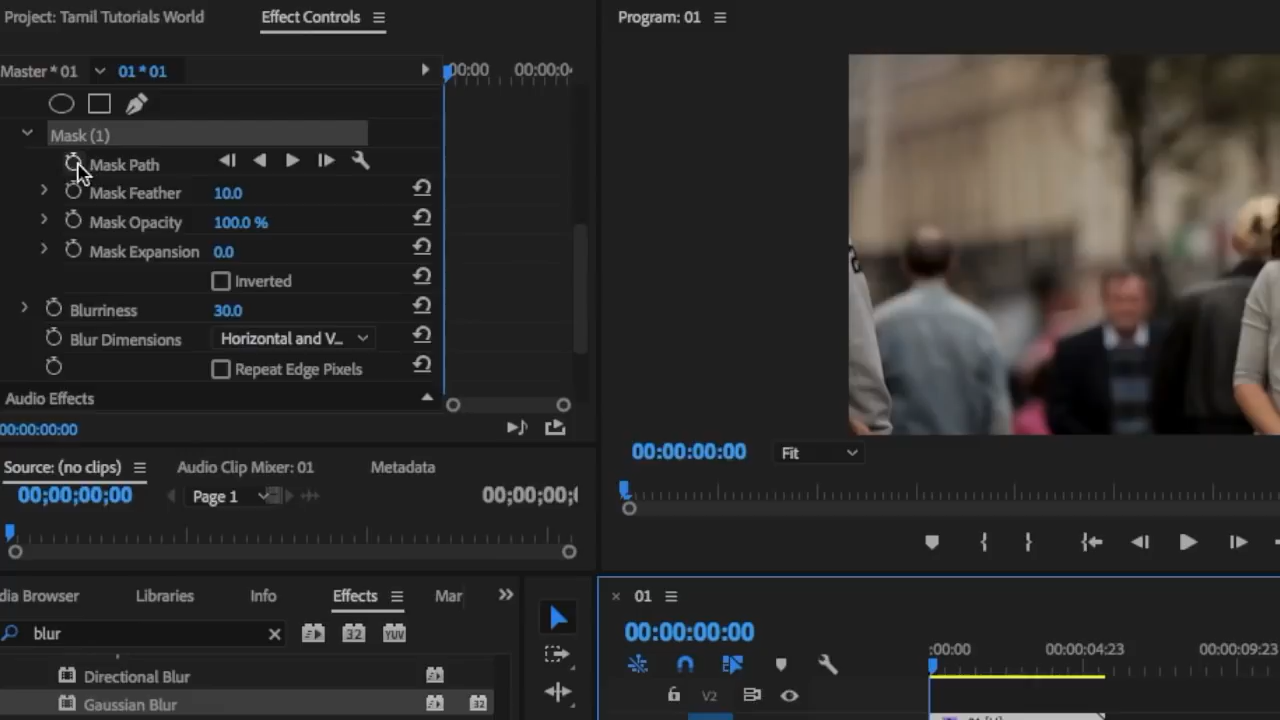 Project: Tamil Tutorials World
Effect Controls
Program: 01
Master * 01
01 * 01
:00:00
00:00:0
Mask (1)
Mask Path
Mask Feather
10.0
Mask Opacity
100.0 %
Mask Expansion
0.0
Inverted
Blurriness
30.0
Blur Dimensions
Horizontal and V...
Repeat Edge Pixels
Audio Effects
00:00:00:00
00:00:00:00
Fit
Source: (no clips)
Audio Clip Mixer: 01
Metadata
00;00;00;00
Page 1
00;00;00;
dia Browser
Libraries
Info
Effects
Mar
01
blur
32
YUV
00:00:00:00
:00:00
00:00:04:23
00:00:09:23
Directional Blur
Gaussian Blur
32
V2